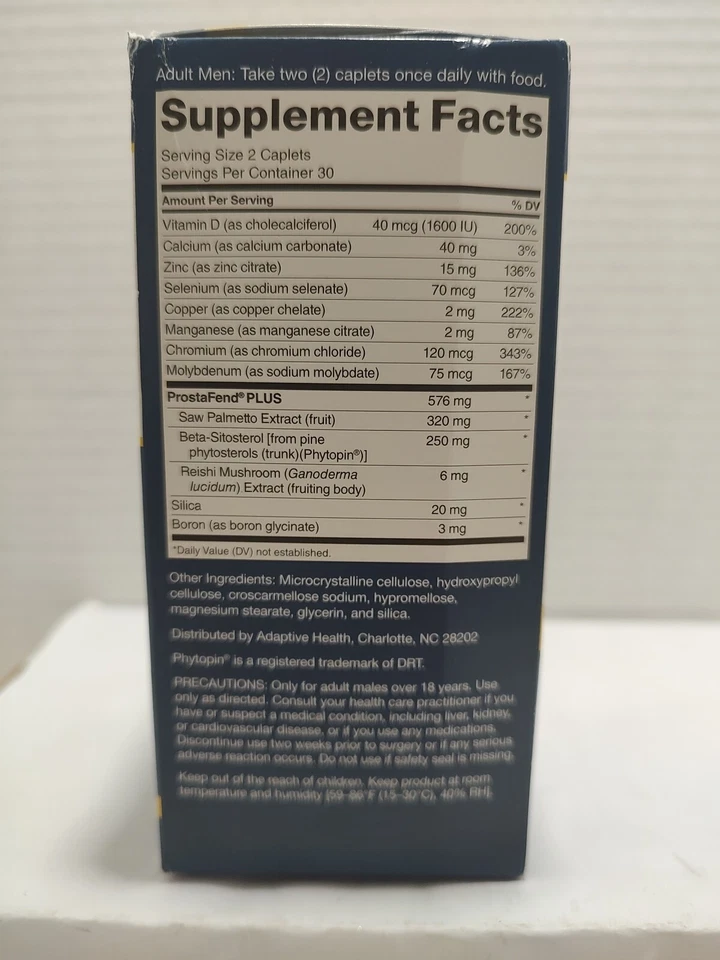 Adult Men: Take two (2) caplets once daily with food.
Supplement Facts
Serving Size 2 Caplets
Servings Per Container 30
Amount Per Serving % DV
Vitamin D (as cholecalciferol) 40 mcg (1600 IU) 200%
Calcium (as calcium carbonate) 40 mg 3%
Zinc (as zinc citrate) 15 mg 136%
Selenium (as sodium selenate) 70 mcg 127%
Copper (as copper chelate) 2 mg 222%
Manganese (as manganese citrate) 2 mg 87%
Chromium (as chromium chloride) 120 mcg 343%
Molybdenum (as sodium molybdate) 75 mcg 167%
ProstaFend® PLUS 576 mg *
Saw Palmetto Extract (fruit) 320 mg *
Beta-Sitosterol [from pine 250 mg *
phytosterols (trunk)(Phytopin®)]
Reishi Mushroom (Ganoderma 6 mg *
lucidum) Extract (fruiting body)
Silica 20 mg *
Boron (as boron glycinate) 3 mg *
*Daily Value (DV) not established.
Other Ingredients: Microcrystalline cellulose, hydroxypropyl
cellulose, croscarmellose sodium, hypromellose,
magnesium stearate, glycerin, and silica.
Distributed by Adaptive Health, Charlotte, NC 28202
Phytopin® is a registered trademark of DRT.
PRECAUTIONS: Only for adult males over 18 years. Use
only as directed. Consult your health care practitioner if you
have or suspect a medical condition, including liver, kidney,
or cardiovascular disease, or if you use any medications.
Discontinue use two weeks prior to surgery or if any serious
adverse reaction occurs. Do not use if safety seal is missing.
Keep out of the reach of children. Keep product at room
temperature and humidity [59–86°F (15–30°C), 40% RH].